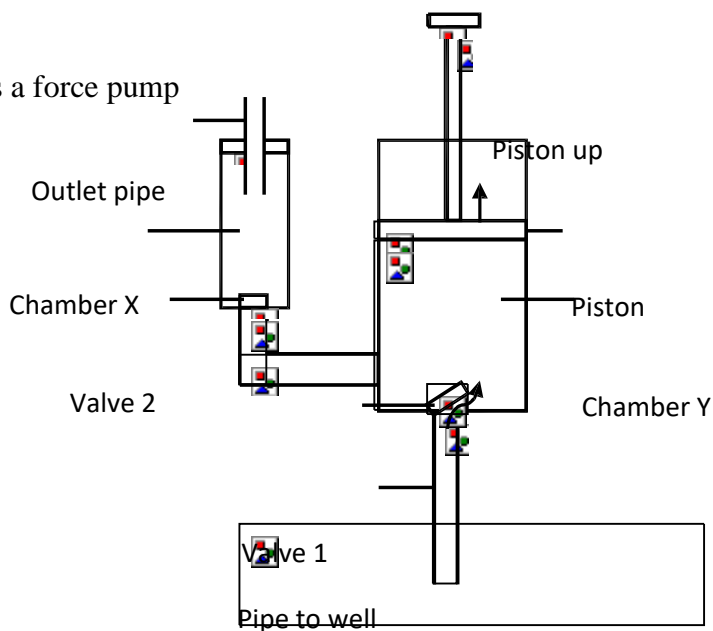 s a force pump
Piston up
Outlet pipe
Chamber X
Piston
Valve 2
Chamber Y
Valve 1
Pipe to well